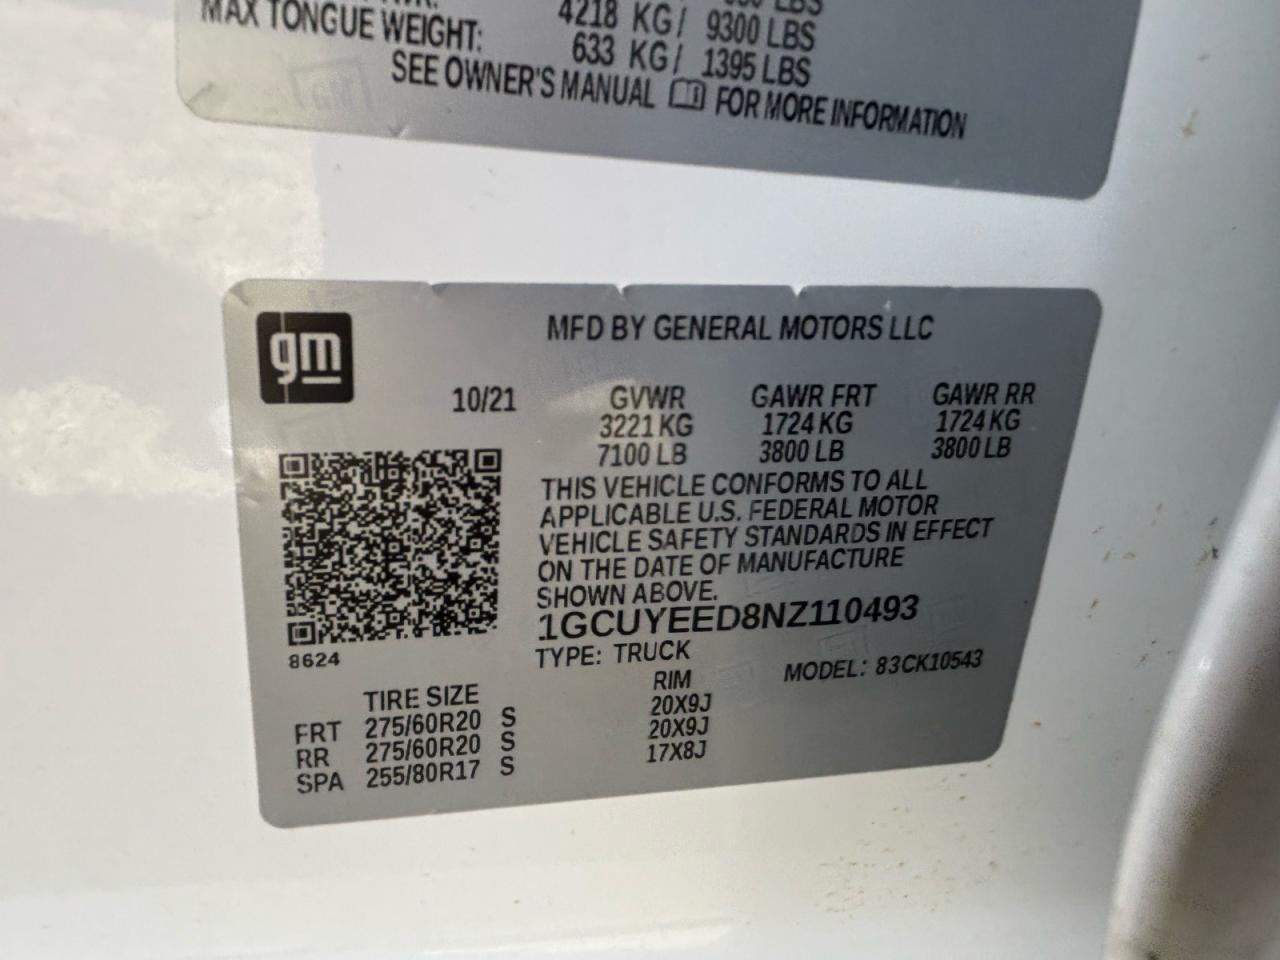 LBS
4218 KG / 9300 LBS
MAX TONGUE WEIGHT: 633 KG / 1395 LBS
SEE OWNER'S MANUAL FOR MORE INFORMATION
gm
MFD BY GENERAL MOTORS LLC
10/21 GVWR GAWR FRT GAWR RR
3221 KG 1724 KG 1724 KG
7100 LB 3800 LB 3800 LB
THIS VEHICLE CONFORMS TO ALL
APPLICABLE U.S. FEDERAL MOTOR
VEHICLE SAFETY STANDARDS IN EFFECT
ON THE DATE OF MANUFACTURE
SHOWN ABOVE.
1GCUYEED8NZ110493
8624
TYPE: TRUCK MODEL: 83CK10543
TIRE SIZE RIM
FRT 275/60R20 S 20X9J
RR 275/60R20 S 20X9J
SPA 255/80R17 S 17X8J